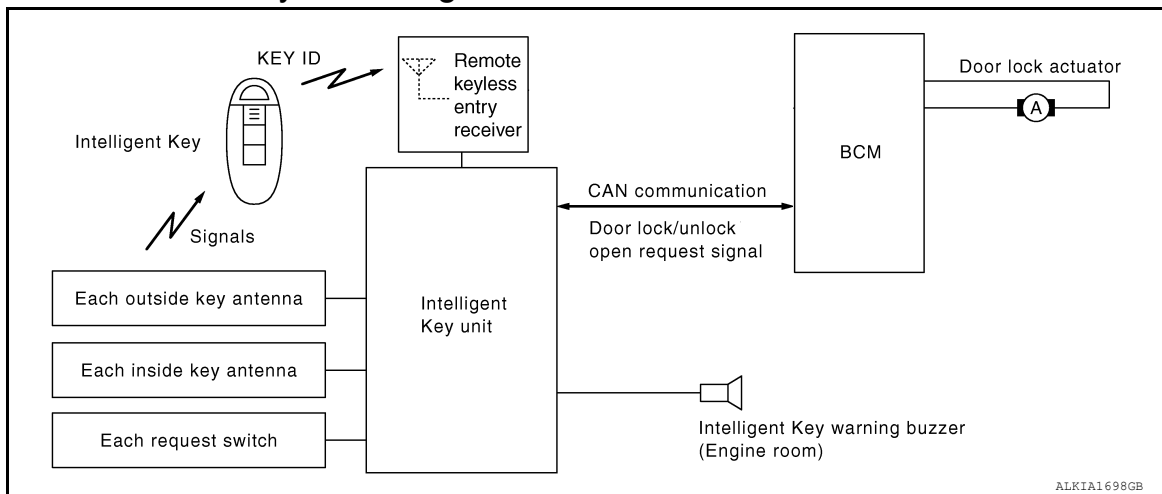 KEY ID
Remote
keyless
entry
receiver
Door lock actuator
A
Intelligent Key
BCM
CAN communication
Signals
Door lock/unlock
open request signal
Each outside key antenna
Intelligent
Key unit
Each inside key antenna
Each request switch
Intelligent Key warning buzzer
(Engine room)
ALKIA1698GB